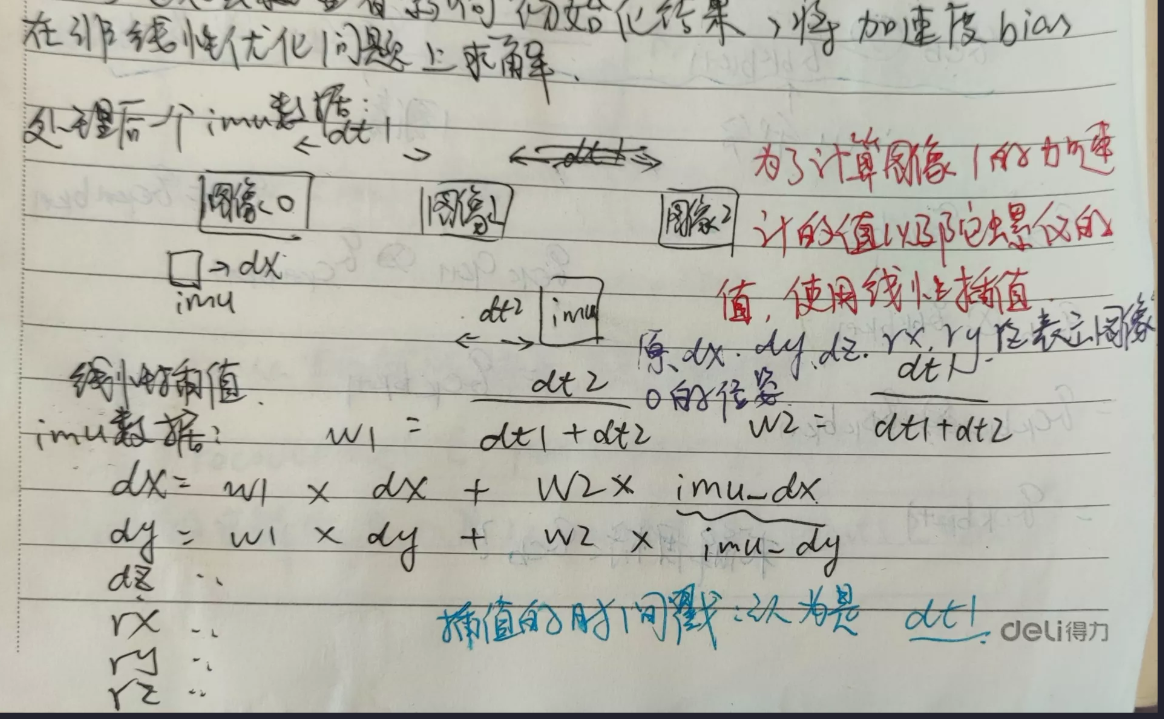 初始化结果,将加速度bias
在非线性优化问题上求解.
处理后一个imu数据:
dt1
dt1
图像0
图像1
图像2
为了计算图像1的加速
计的值以及陀螺仪的
值,使用线性插值
imu
dx
dt2
imu
原dx.dy.dz.rx.ry.rz表示图像
0的位姿
线性插值.
imu数据: w1 = dt2 / dt1+dt2 w2 = dt1 / dt1+dt2
dx = w1 × dx + w2 × imu_dx
dy = w1 × dy + w2 × imu_dy
dz ..
rx ..
ry ..
rz ..
插值的时间戳:认为是 dt1.
deli得力